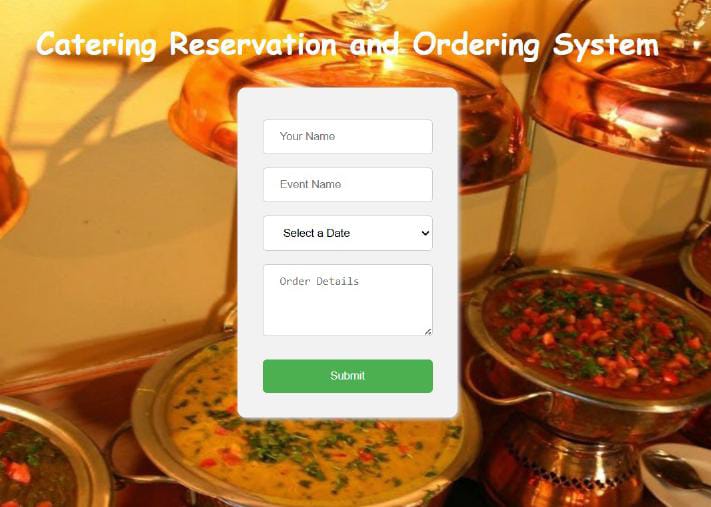 Catering Reservation and Ordering System
Your Name
Event Name
Select a Date
Order Details
Submit